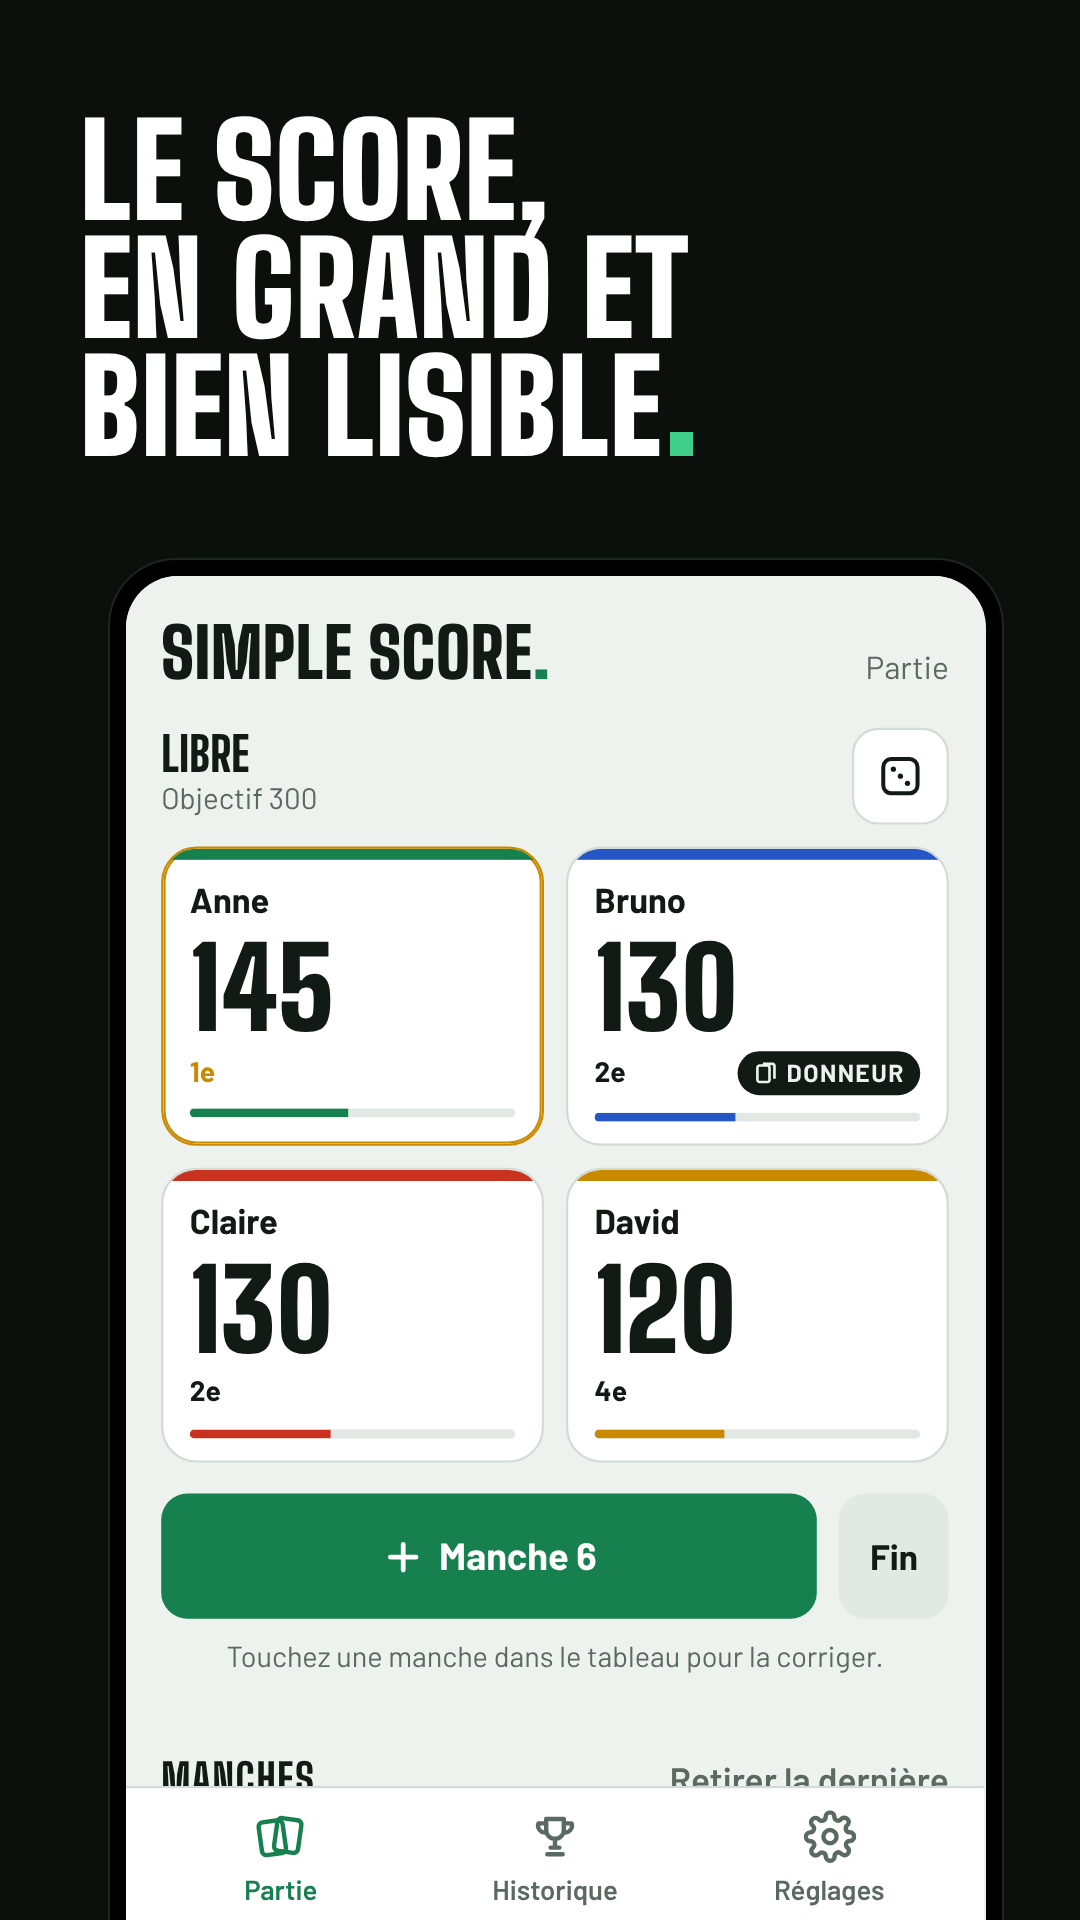 LE SCORE,
EN GRAND ET
BIEN LISIBLE.
SIMPLE SCORE.
Partie
LIBRE
Objectif 300
Anne
145
1e
Bruno
130
2e
DONNEUR
Claire
130
2e
David
120
4e
+ Manche 6
Fin
Touchez une manche dans le tableau pour la corriger.
MANCHES
Retirer la dernière
Partie
Historique
Réglages